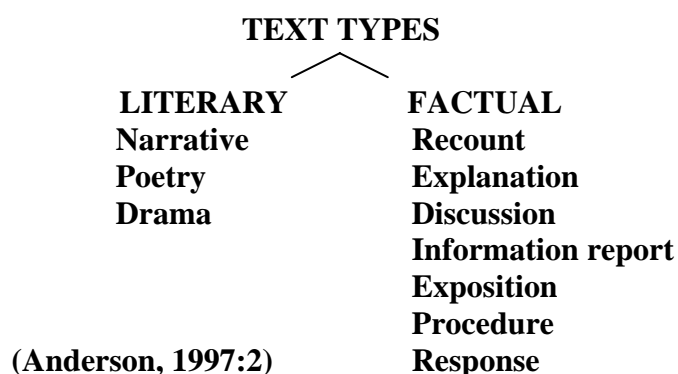 TEXT TYPES
LITERARY FACTUAL
Narrative Recount
Poetry Explanation
Drama Discussion
Information report
Exposition
Procedure
(Anderson, 1997:2) Response